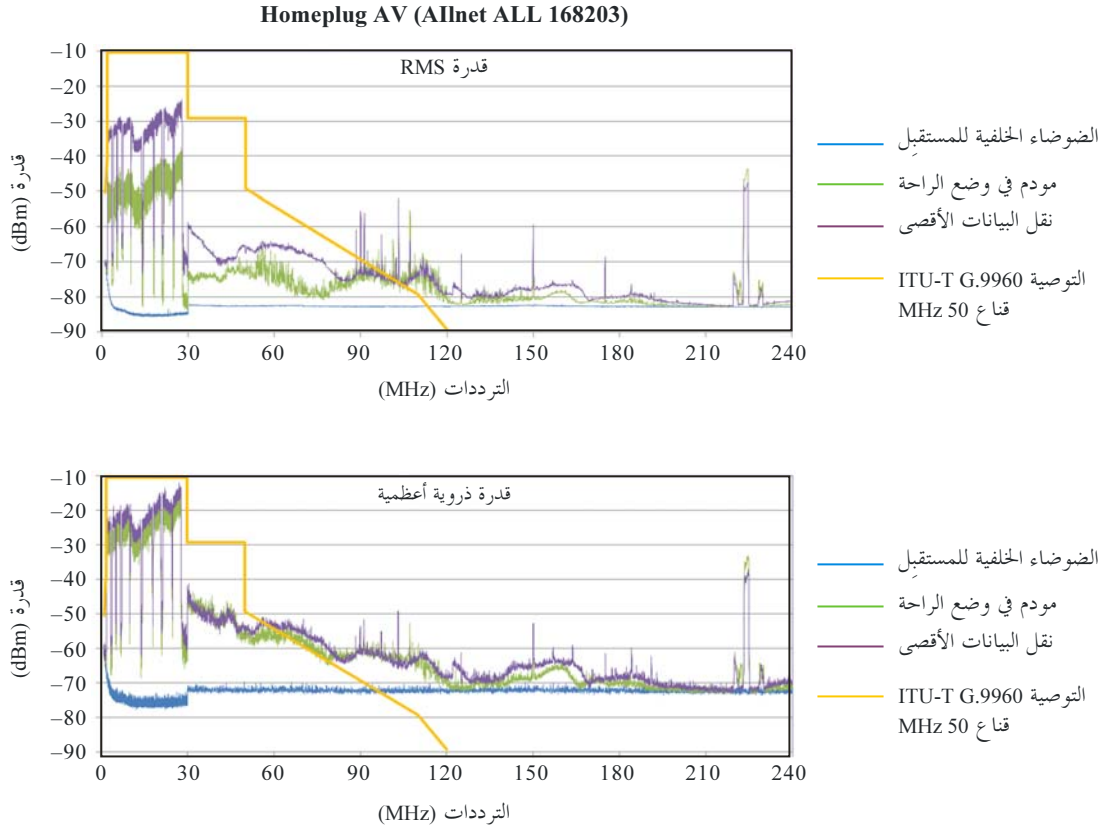 Homeplug AV (AIlnet ALL 168203)
قدرة RMS
–10
–20
–30
–40
–50
–60
–70
–80
–90
قدرة (dBm)
0 30 60 90 120 150 180 210 240
الترددات (MHz)
الضوضاء الخلفية للمستقبِل
مودم في وضع الراحة
نقل البيانات الأقصى
التوصية ITU-T G.9960
قناع 50 MHz
قدرة ذروية أعظمية
–10
–20
–30
–40
–50
–60
–70
–80
–90
قدرة (dBm)
0 30 60 90 120 150 180 210 240
الترددات (MHz)
الضوضاء الخلفية للمستقبِل
مودم في وضع الراحة
نقل البيانات الأقصى
التوصية ITU-T G.9960
قناع 50 MHz